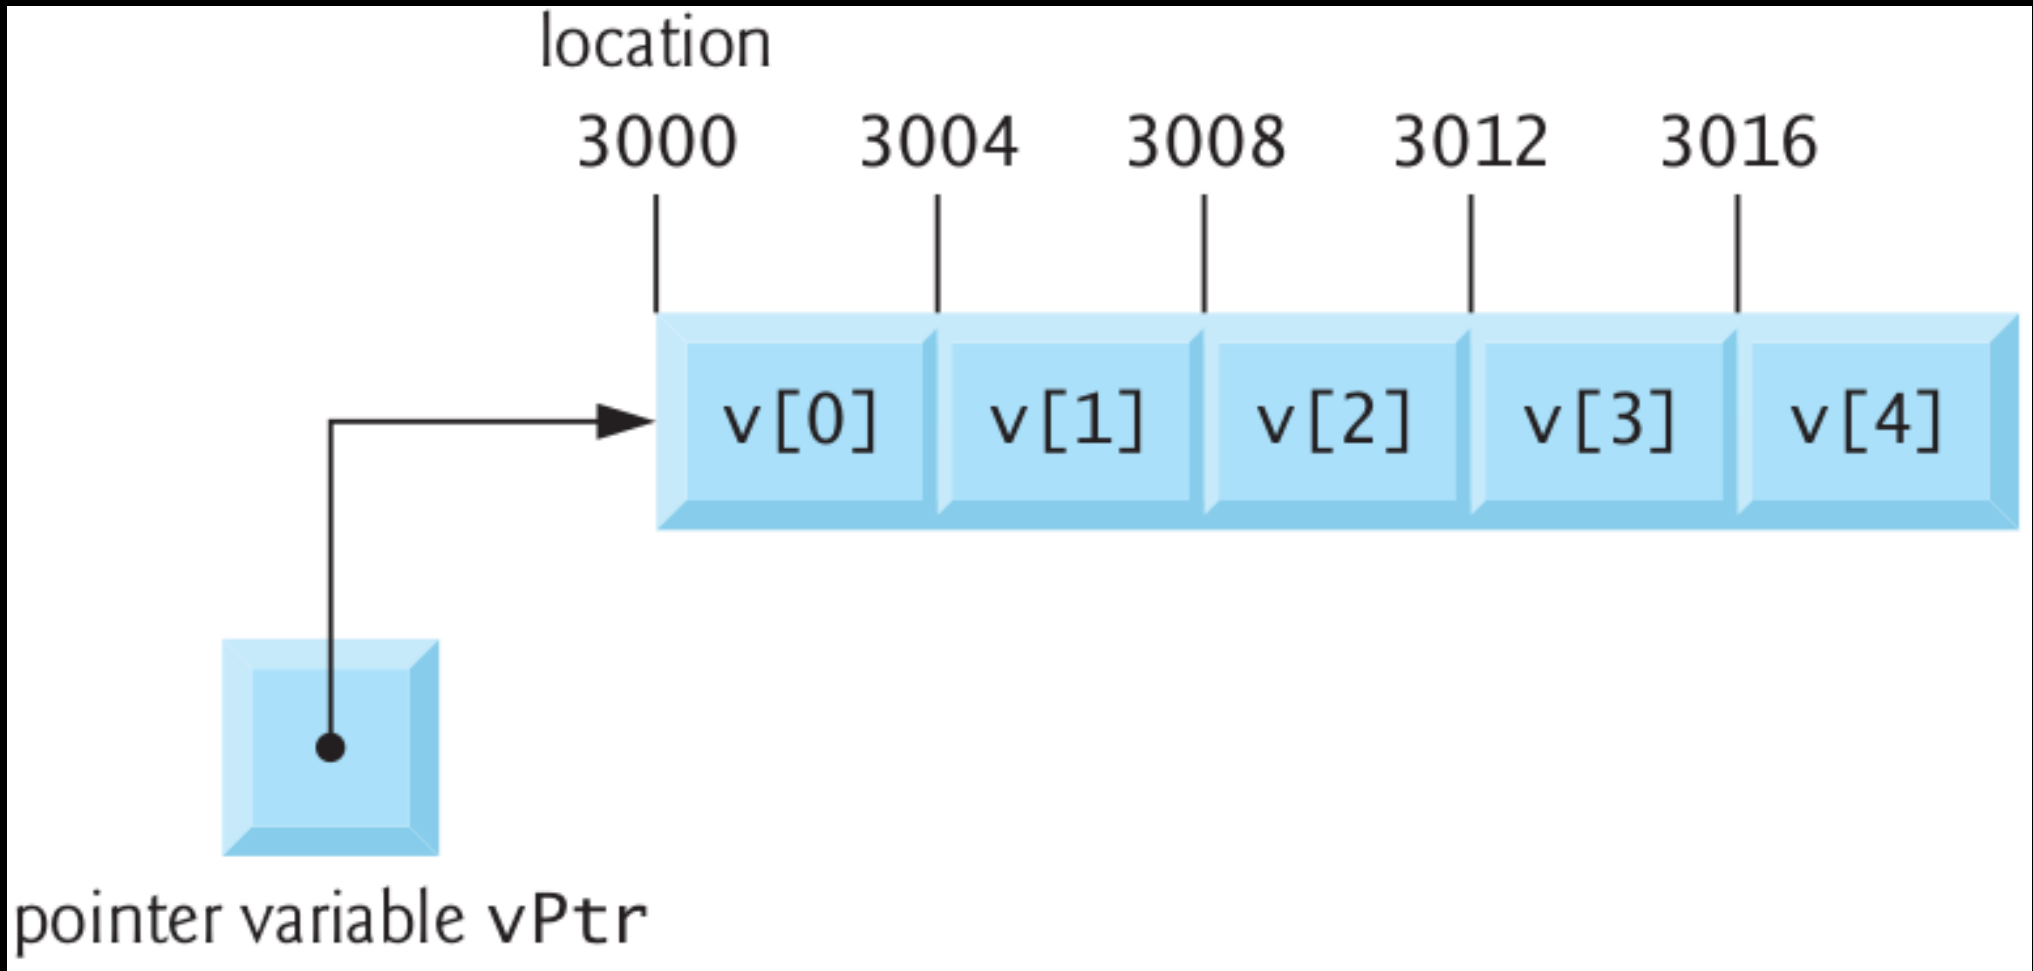 location
3000 3004 3008 3012 3016
v[0] v[1] v[2] v[3] v[4]
pointer variable vPtr